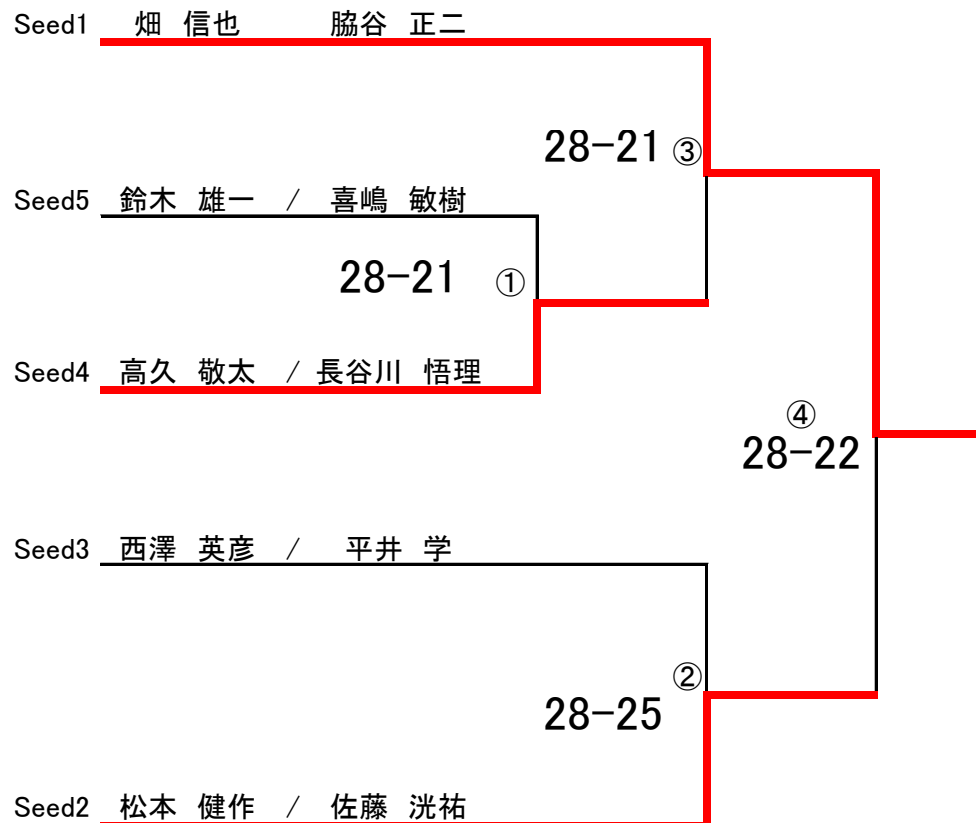 Seed1 畑 信也 脇谷 正二
28-21 ③
Seed5 鈴木 雄一 / 喜嶋 敏樹
28-21 ①
Seed4 高久 敬太 / 長谷川 悟理
④
28-22
Seed3 西澤 英彦 / 平井 学
②
28-25
Seed2 松本 健作 / 佐藤 洸祐